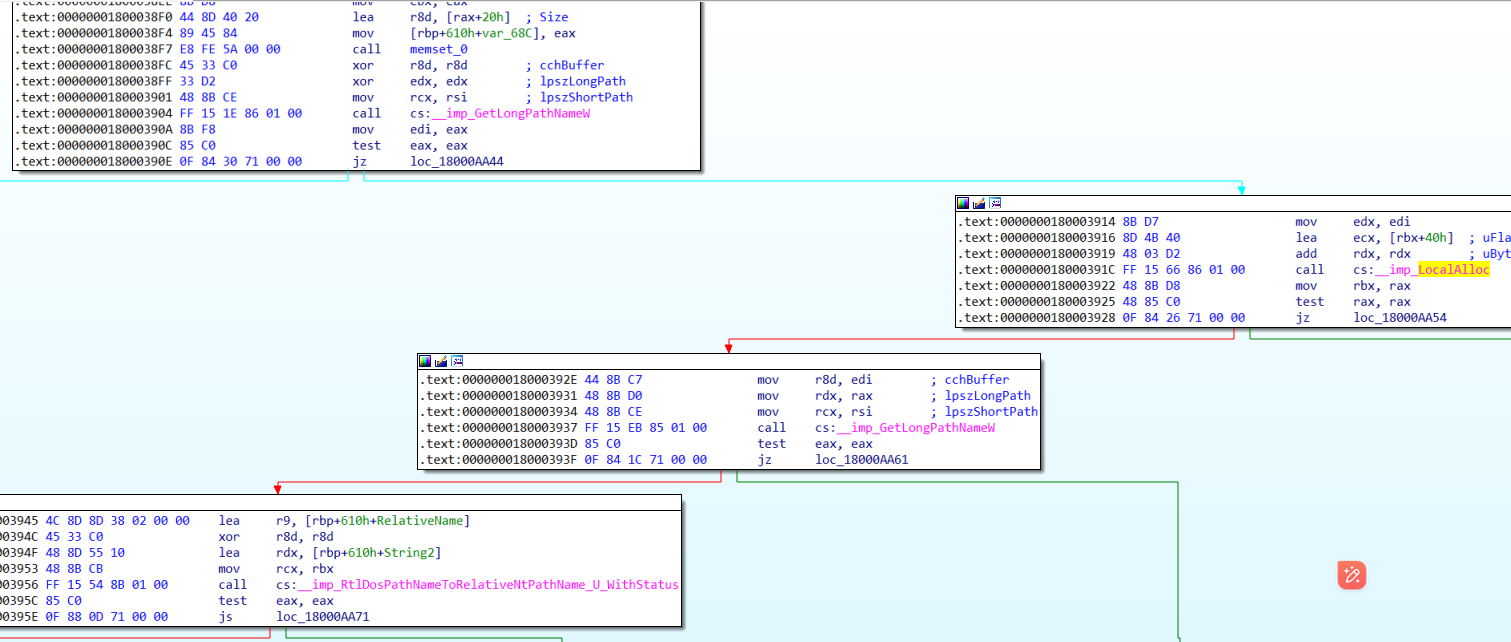 .text:00000001800038F0 44 8D 40 20 lea r8d, [rax+20h] ; Size
.text:00000001800038F4 89 45 84 mov [rbp+610h+var_68C], eax
.text:00000001800038F7 E8 FE 5A 00 00 call memset_0
.text:00000001800038FC 45 33 C0 xor r8d, r8d ; cchBuffer
.text:00000001800038FF 33 D2 xor edx, edx ; lpszLongPath
.text:0000000180003901 48 8B CE mov rcx, rsi ; lpszShortPath
.text:0000000180003904 FF 15 1E 86 01 00 call cs:__imp_GetLongPathNameW
.text:000000018000390A 8B F8 mov edi, eax
.text:000000018000390C 85 C0 test eax, eax
.text:000000018000390E 0F 84 30 71 00 00 jz loc_18000AA44
.text:0000000180003914 8B D7 mov edx, edi
.text:0000000180003916 8D 4B 40 lea ecx, [rbx+40h] ; uFla
.text:0000000180003919 48 03 D2 add rdx, rdx ; uByt
.text:000000018000391C FF 15 66 86 01 00 call cs:__imp_LocalAlloc
.text:0000000180003922 48 8B D8 mov rbx, rax
.text:0000000180003925 48 85 C0 test rax, rax
.text:0000000180003928 0F 84 26 71 00 00 jz loc_18000AA54
.text:000000018000392E 44 8B C7 mov r8d, edi ; cchBuffer
.text:0000000180003931 48 8B D0 mov rdx, rax ; lpszLongPath
.text:0000000180003934 48 8B CE mov rcx, rsi ; lpszShortPath
.text:0000000180003937 FF 15 EB 85 01 00 call cs:__imp_GetLongPathNameW
.text:000000018000393D 85 C0 test eax, eax
.text:000000018000393F 0F 84 1C 71 00 00 jz loc_18000AA61
003945 4C 8D 8D 38 02 00 00 lea r9, [rbp+610h+RelativeName]
00394C 45 33 C0 xor r8d, r8d
00394F 48 8D 55 10 lea rdx, [rbp+610h+String2]
003953 48 8B CB mov rcx, rbx
003956 FF 15 54 8B 01 00 call cs:__imp_RtlDosPathNameToRelativeNtPathName_U_WithStatus
00395C 85 C0 test eax, eax
00395E 0F 88 0D 71 00 00 js loc_18000AA71